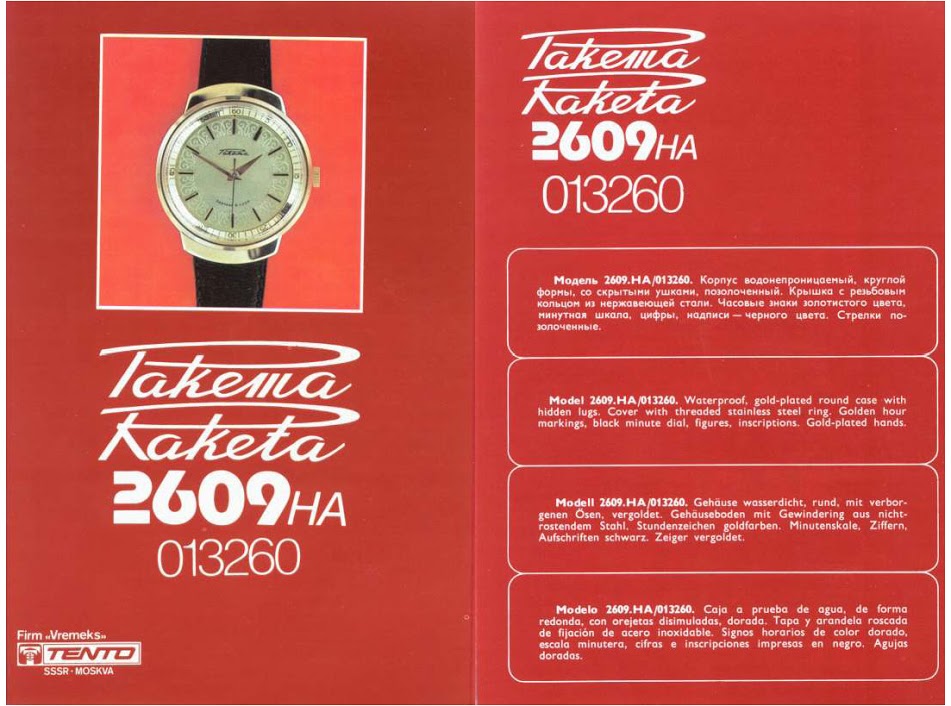 60
Ракета
Ракета
Raketa
2609НА
013260
Firm «Vremeks»
TENTO
SSSR - MOSKVA
Ракета
Raketa
2609НА
013260
Модель 2609.НА/013260. Корпус водонепроницаемый, круглой
формы, со скрытыми ушками, позолоченный. Крышка с резьбовым
кольцом из нержавеющей стали. Часовые знаки золотистого цвета,
минутная шкала, цифры, надписи — черного цвета. Стрелки по-
золоченные.
Model 2609.HA/013260. Waterproof, gold-plated round case with
hidden lugs. Cover with threaded stainless steel ring. Golden hour
markings, black minute dial, figures, inscriptions. Gold-plated hands.
Modell 2609.HA/013260. Gehäuse wasserdicht, rund, mit verbor-
genen Ösen, vergoldet. Gehäuseboden mit Gewindering aus nicht-
rostendem Stahl. Stundenzeichen goldfarben. Minutenskale, Ziffern,
Aufschriften schwarz. Zeiger vergoldet.
Modelo 2609.HA/013260. Caja a prueba de agua, de forma
redonda, con orejetas disimuladas, dorada. Tapa y arandela roscada
de fijación de acero inoxidable. Signos horarios de color dorado,
escala minutera, cifras e inscripciones impresas en negro. Agujas
doradas.